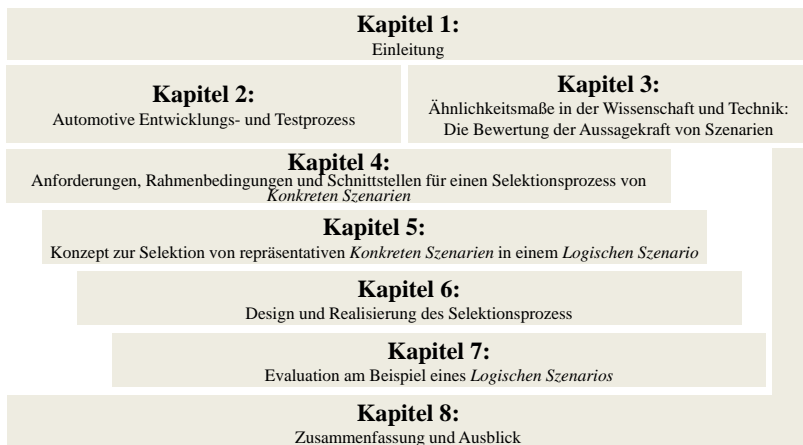 Kapitel 1:
Einleitung
Kapitel 2:
Automotive Entwicklungs- und Testprozess
Kapitel 3:
Ähnlichkeitsmaße in der Wissenschaft und Technik:
Die Bewertung der Aussagekraft von Szenarien
Kapitel 4:
Anforderungen, Rahmenbedingungen und Schnittstellen für einen Selektionsprozess von
Konkreten Szenarien
Kapitel 5:
Konzept zur Selektion von repräsentativen Konkreten Szenarien in einem Logischen Szenario
Kapitel 6:
Design und Realisierung des Selektionsprozess
Kapitel 7:
Evaluation am Beispiel eines Logischen Szenarios
Kapitel 8:
Zusammenfassung und Ausblick